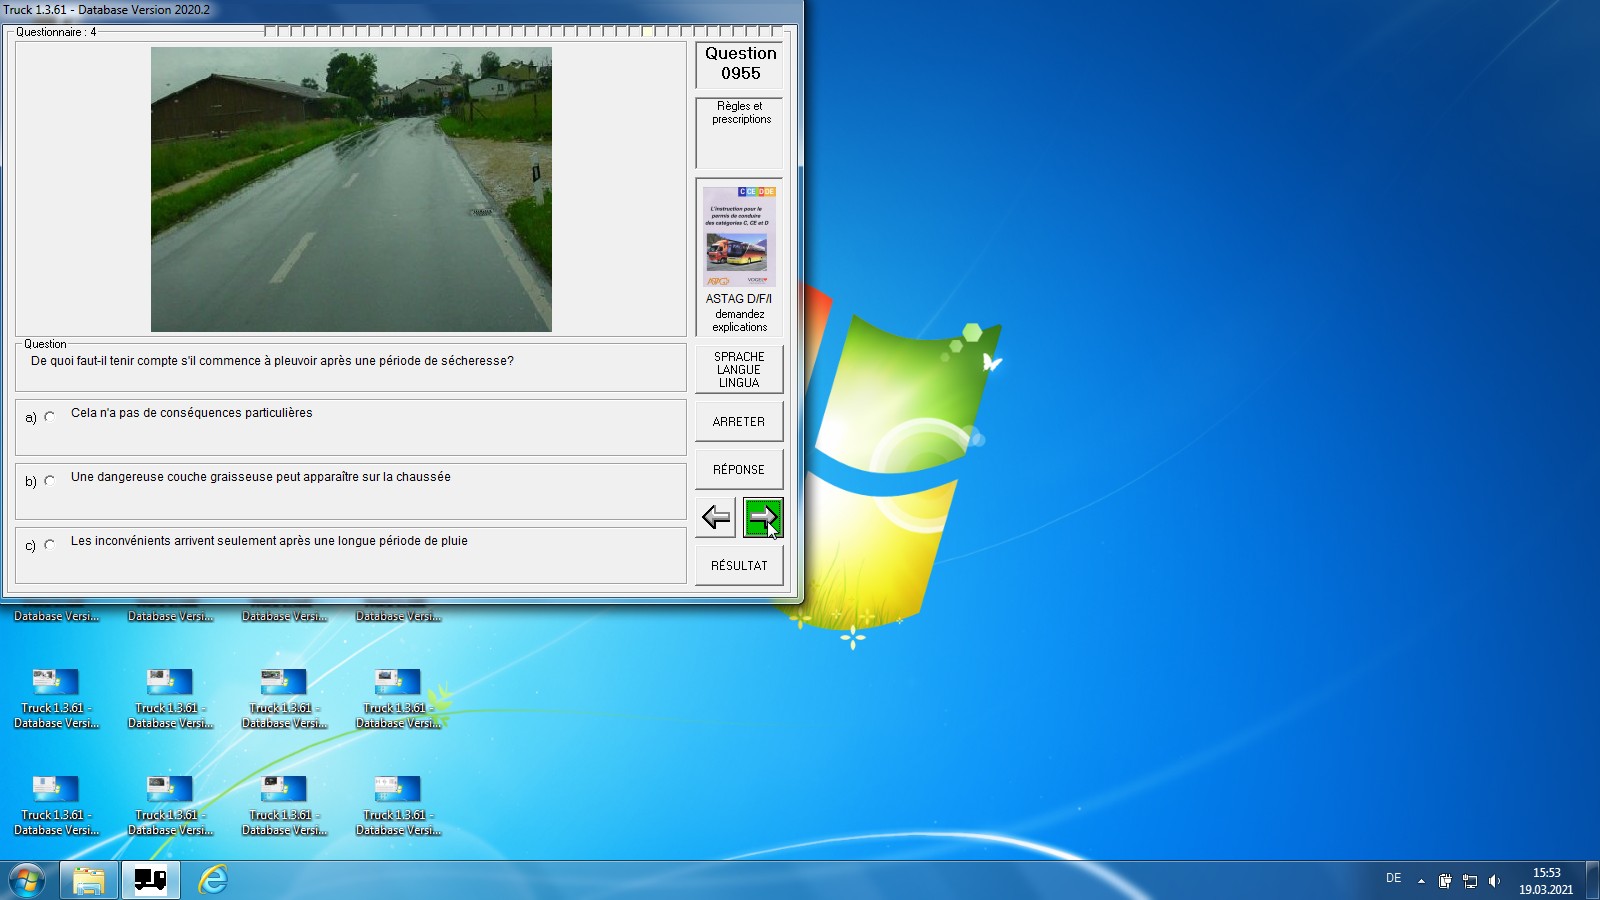 Truck 1.3.61 - Database Version 2020.2
Questionnaire : 4
Question
0955
Règles et
prescriptions
C CE D DE
L'instruction pour le
permis de conduire
des catégories C, CE et D
ASTAG D/F/I
demandez
explications
Question
De quoi faut-il tenir compte s'il commence à pleuvoir après une période de sécheresse?
SPRACHE
LANGUE
LINGUA
a) Cela n'a pas de conséquences particulières
ARRETER
b) Une dangereuse couche graisseuse peut apparaître sur la chaussée
RÉPONSE
c) Les inconvénients arrivent seulement après une longue période de pluie
RÉSULTAT
Database Versi... Database Versi... Database Versi... Database Versi...
Truck 1.3.61 - Truck 1.3.61 - Truck 1.3.61 - Truck 1.3.61 -
Database Versi... Database Versi... Database Versi... Database Versi...
Truck 1.3.61 - Truck 1.3.61 - Truck 1.3.61 - Truck 1.3.61 -
Database Versi... Database Versi... Database Versi... Database Versi...
DE
15:53
19.03.2021